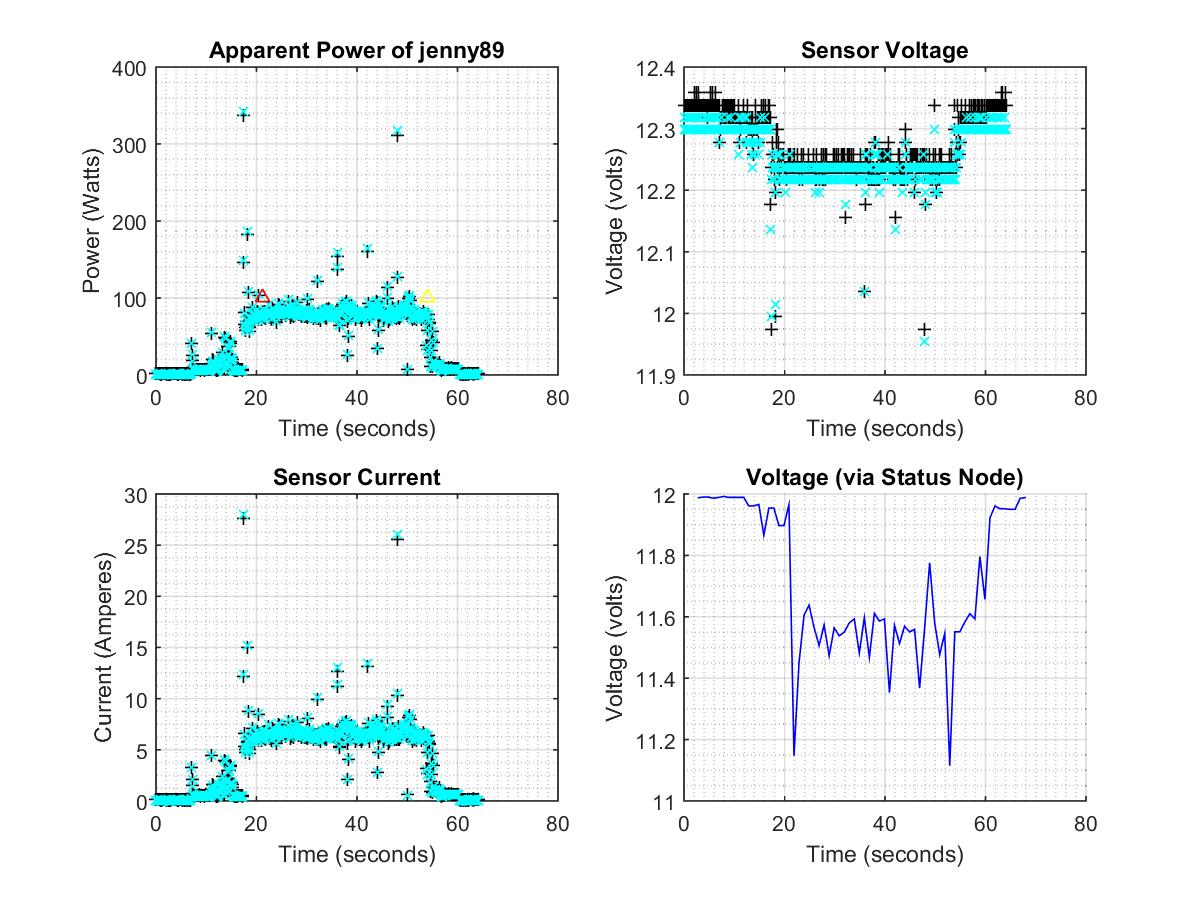 Apparent Power of jenny89
400
300
200
100
0
Power (Watts)
0 20 40 60 80
Time (seconds)
Sensor Voltage
12.4
12.3
12.2
12.1
12
11.9
Voltage (volts)
0 20 40 60 80
Time (seconds)
Sensor Current
30
25
20
15
10
5
0
Current (Amperes)
0 20 40 60 80
Time (seconds)
Voltage (via Status Node)
12
11.8
11.6
11.4
11.2
11
Voltage (volts)
0 20 40 60 80
Time (seconds)